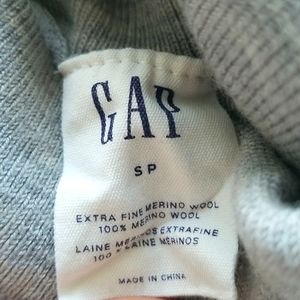 GAP
SP
EXTRA FINE MERINO WOOL
100% MERINO WOOL
LAINE MERINOS EXTRAFINE
100% LAINE MERINOS
MADE IN CHINA